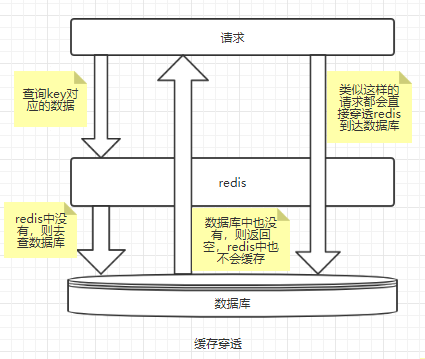 请求
查询key对
应的数据
类似这样的
请求都会直
接穿透redis
到达数据库
redis
redis中没
有，则去
查数据库
数据库中也没
有，则返回
空，redis中也
不会缓存
数据库
缓存穿透